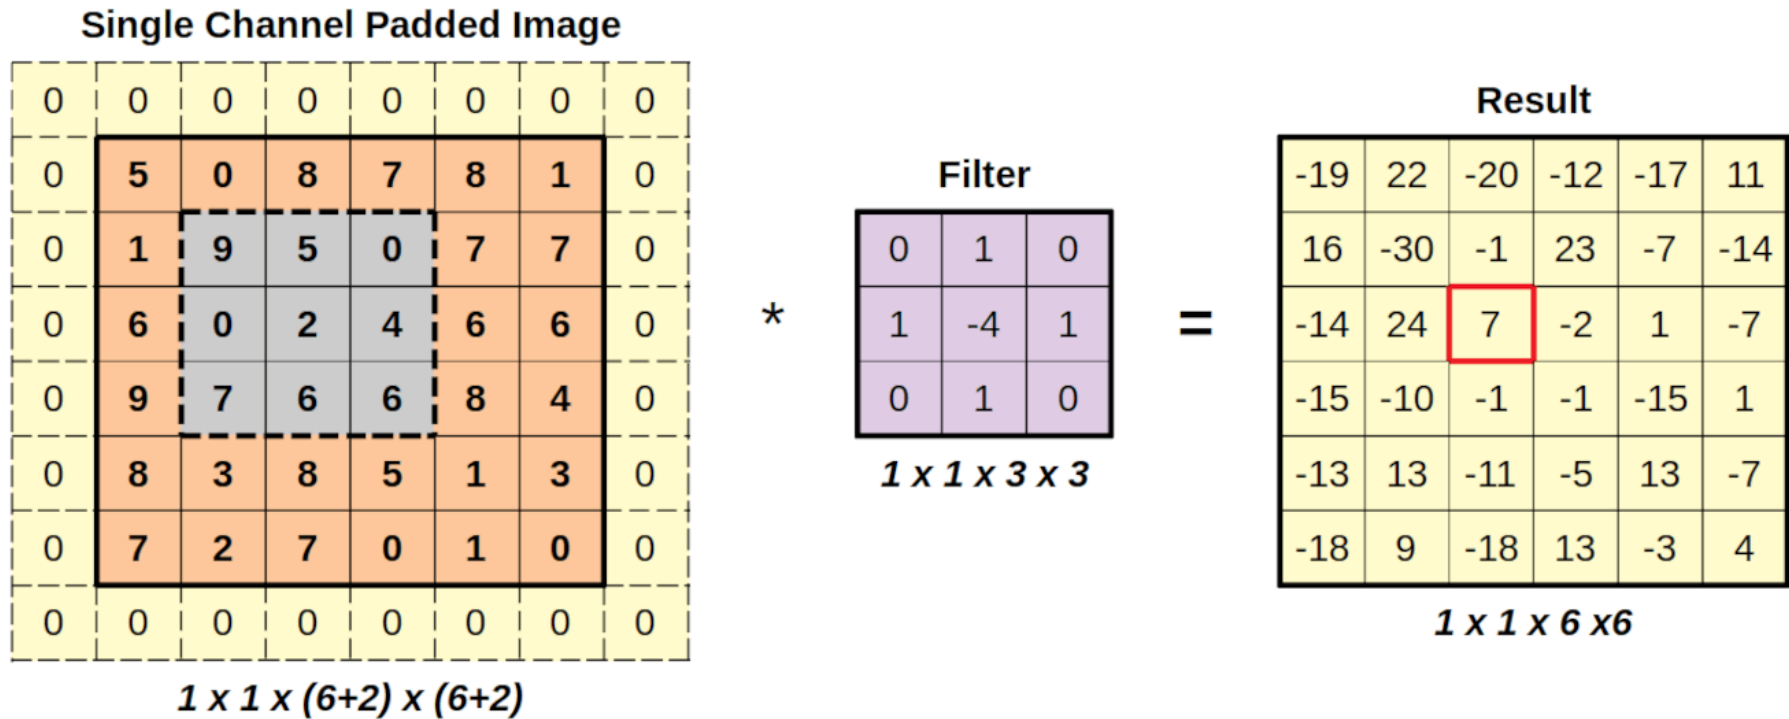 Single Channel Padded Image
0 0 0 0 0 0 0 0
0 5 0 8 7 8 1 0
0 1 9 5 0 7 7 0
0 6 0 2 4 6 6 0
0 9 7 6 6 8 4 0
0 8 3 8 5 1 3 0
0 7 2 7 0 1 0 0
0 0 0 0 0 0 0 0
1 x 1 x (6+2) x (6+2)
*
Filter
0 1 0
1 -4 1
0 1 0
1 x 1 x 3 x 3
=
Result
-19 22 -20 -12 -17 11
16 -30 -1 23 -7 -14
-14 24 7 -2 1 -7
-15 -10 -1 -1 -15 1
-13 13 -11 -5 13 -7
-18 9 -18 13 -3 4
1 x 1 x 6 x6